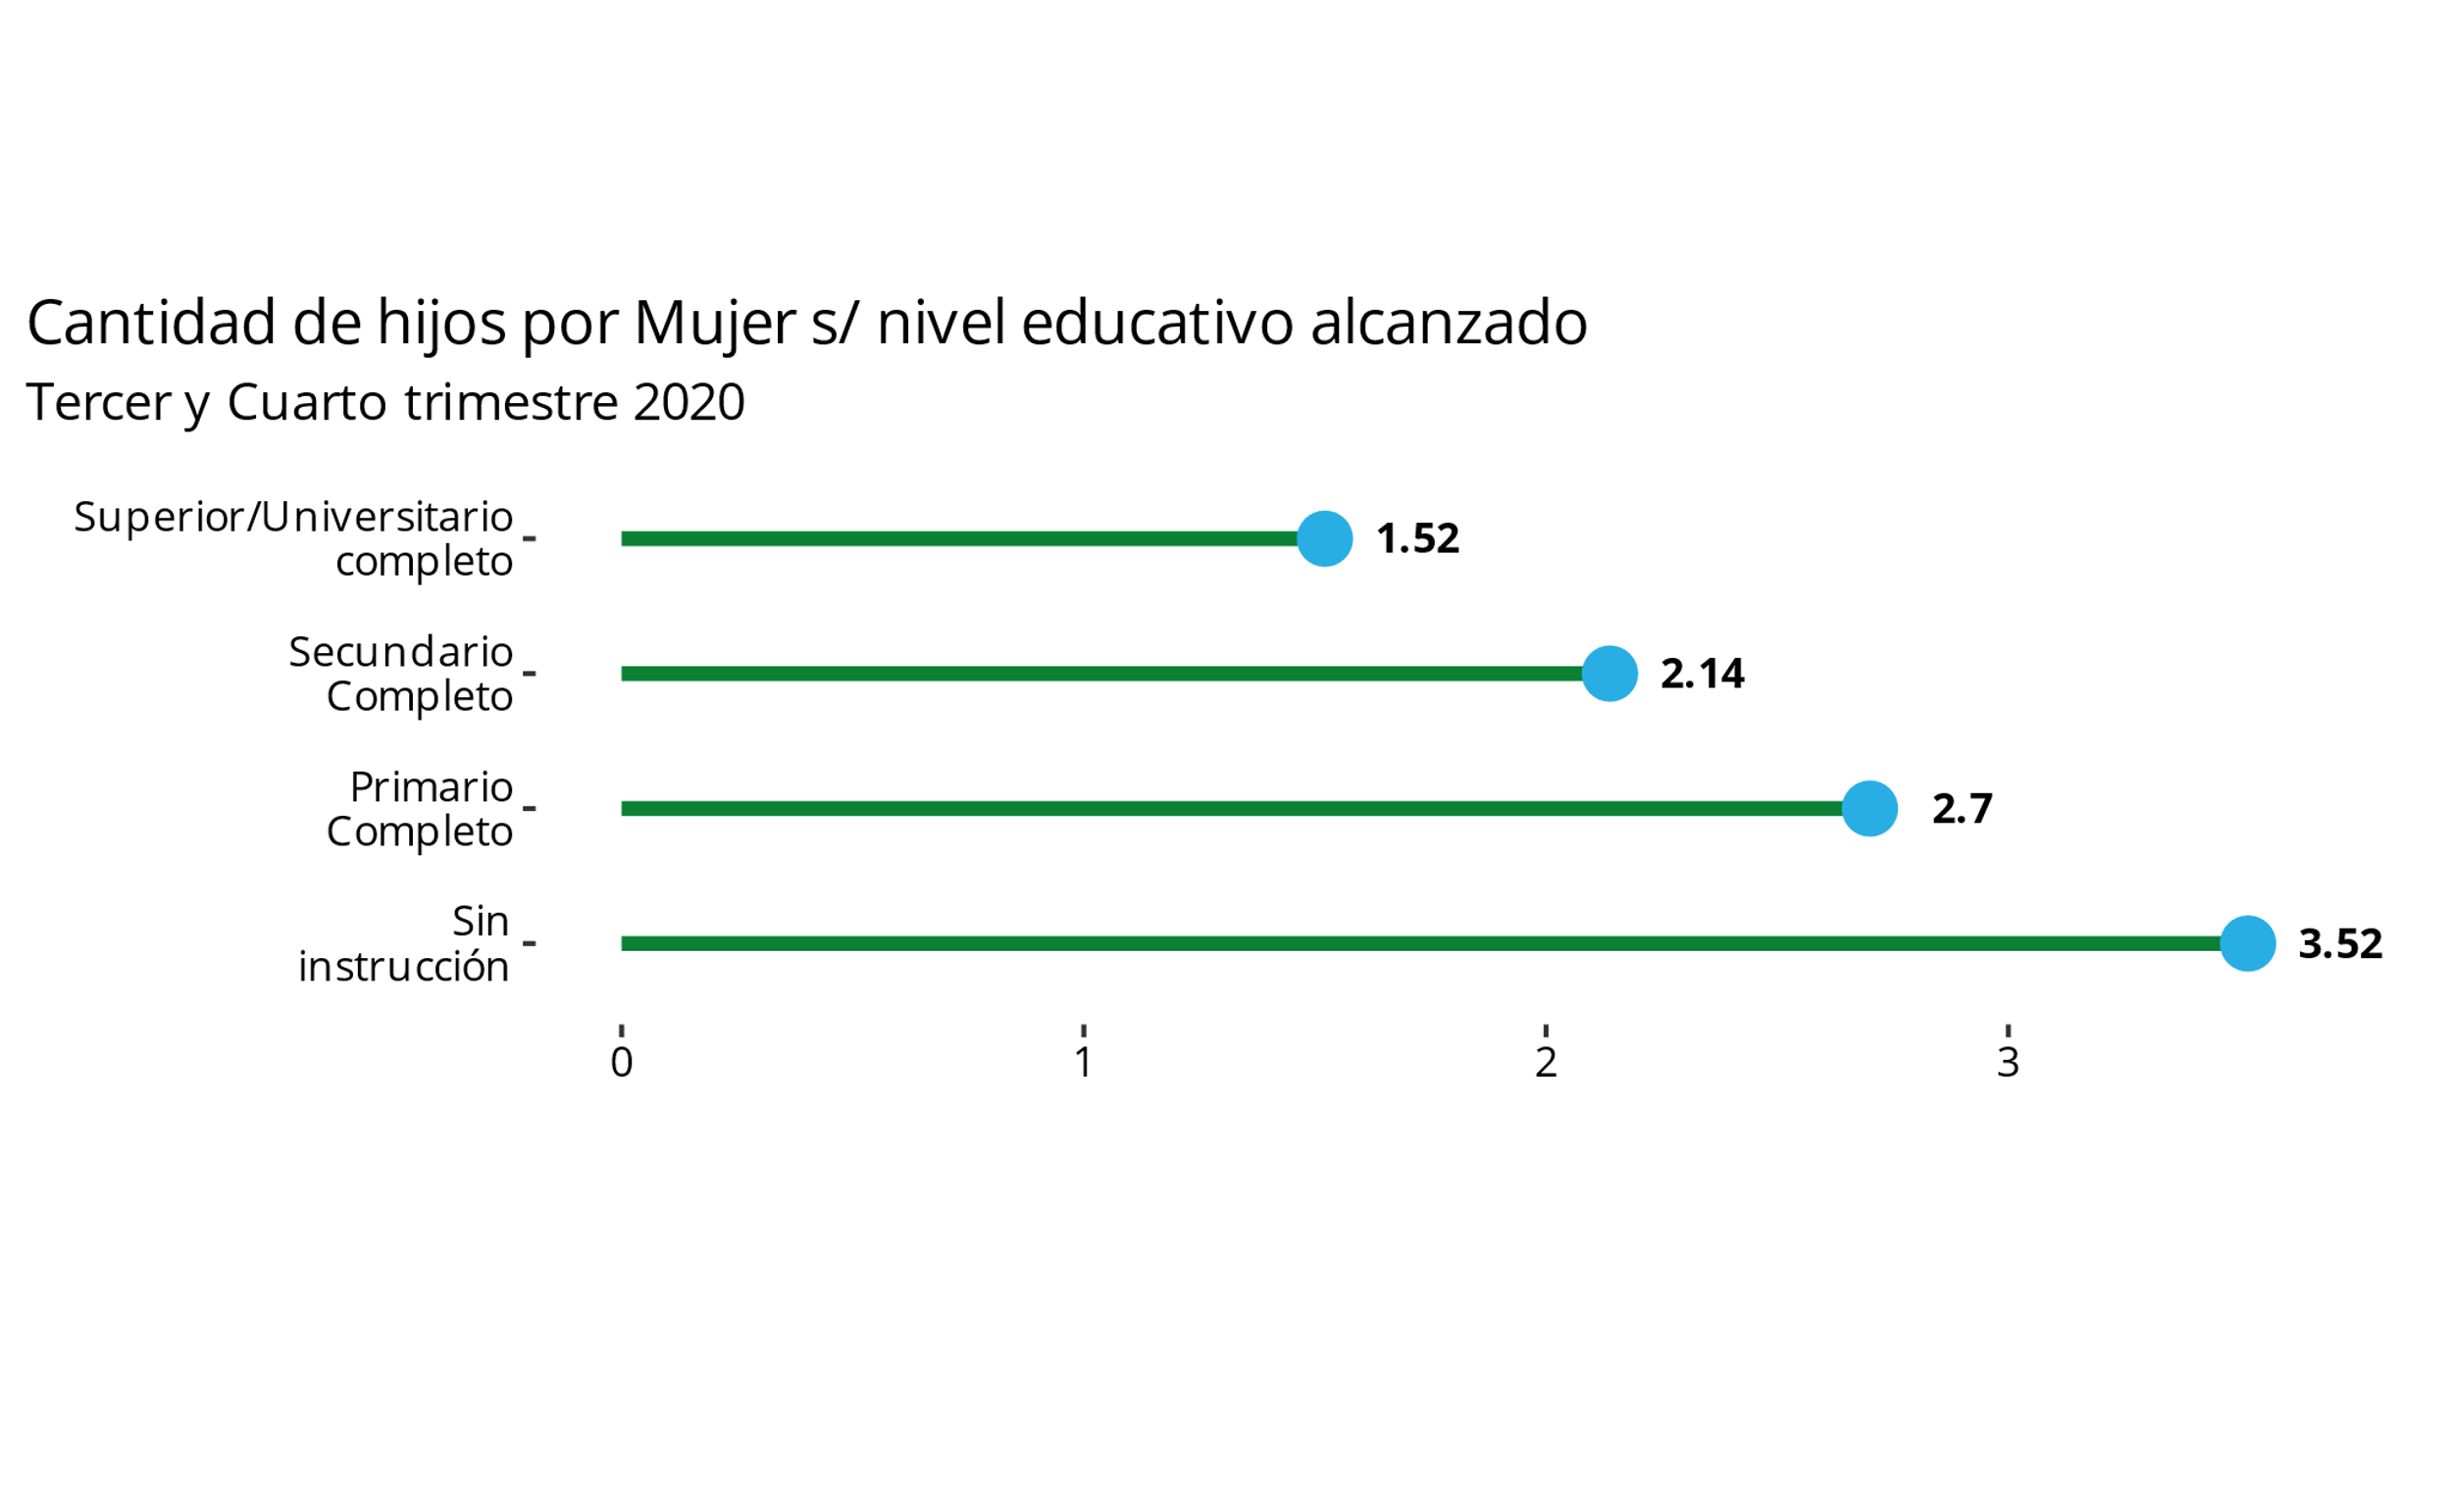 Cantidad de hijos por Mujer s/ nivel educativo alcanzado
Tercer y Cuarto trimestre 2020
Superior/Universitario
completo
1.52
Secundario
Completo
2.14
Primario
Completo
2.7
Sin
instrucción
3.52
0 1 2 3